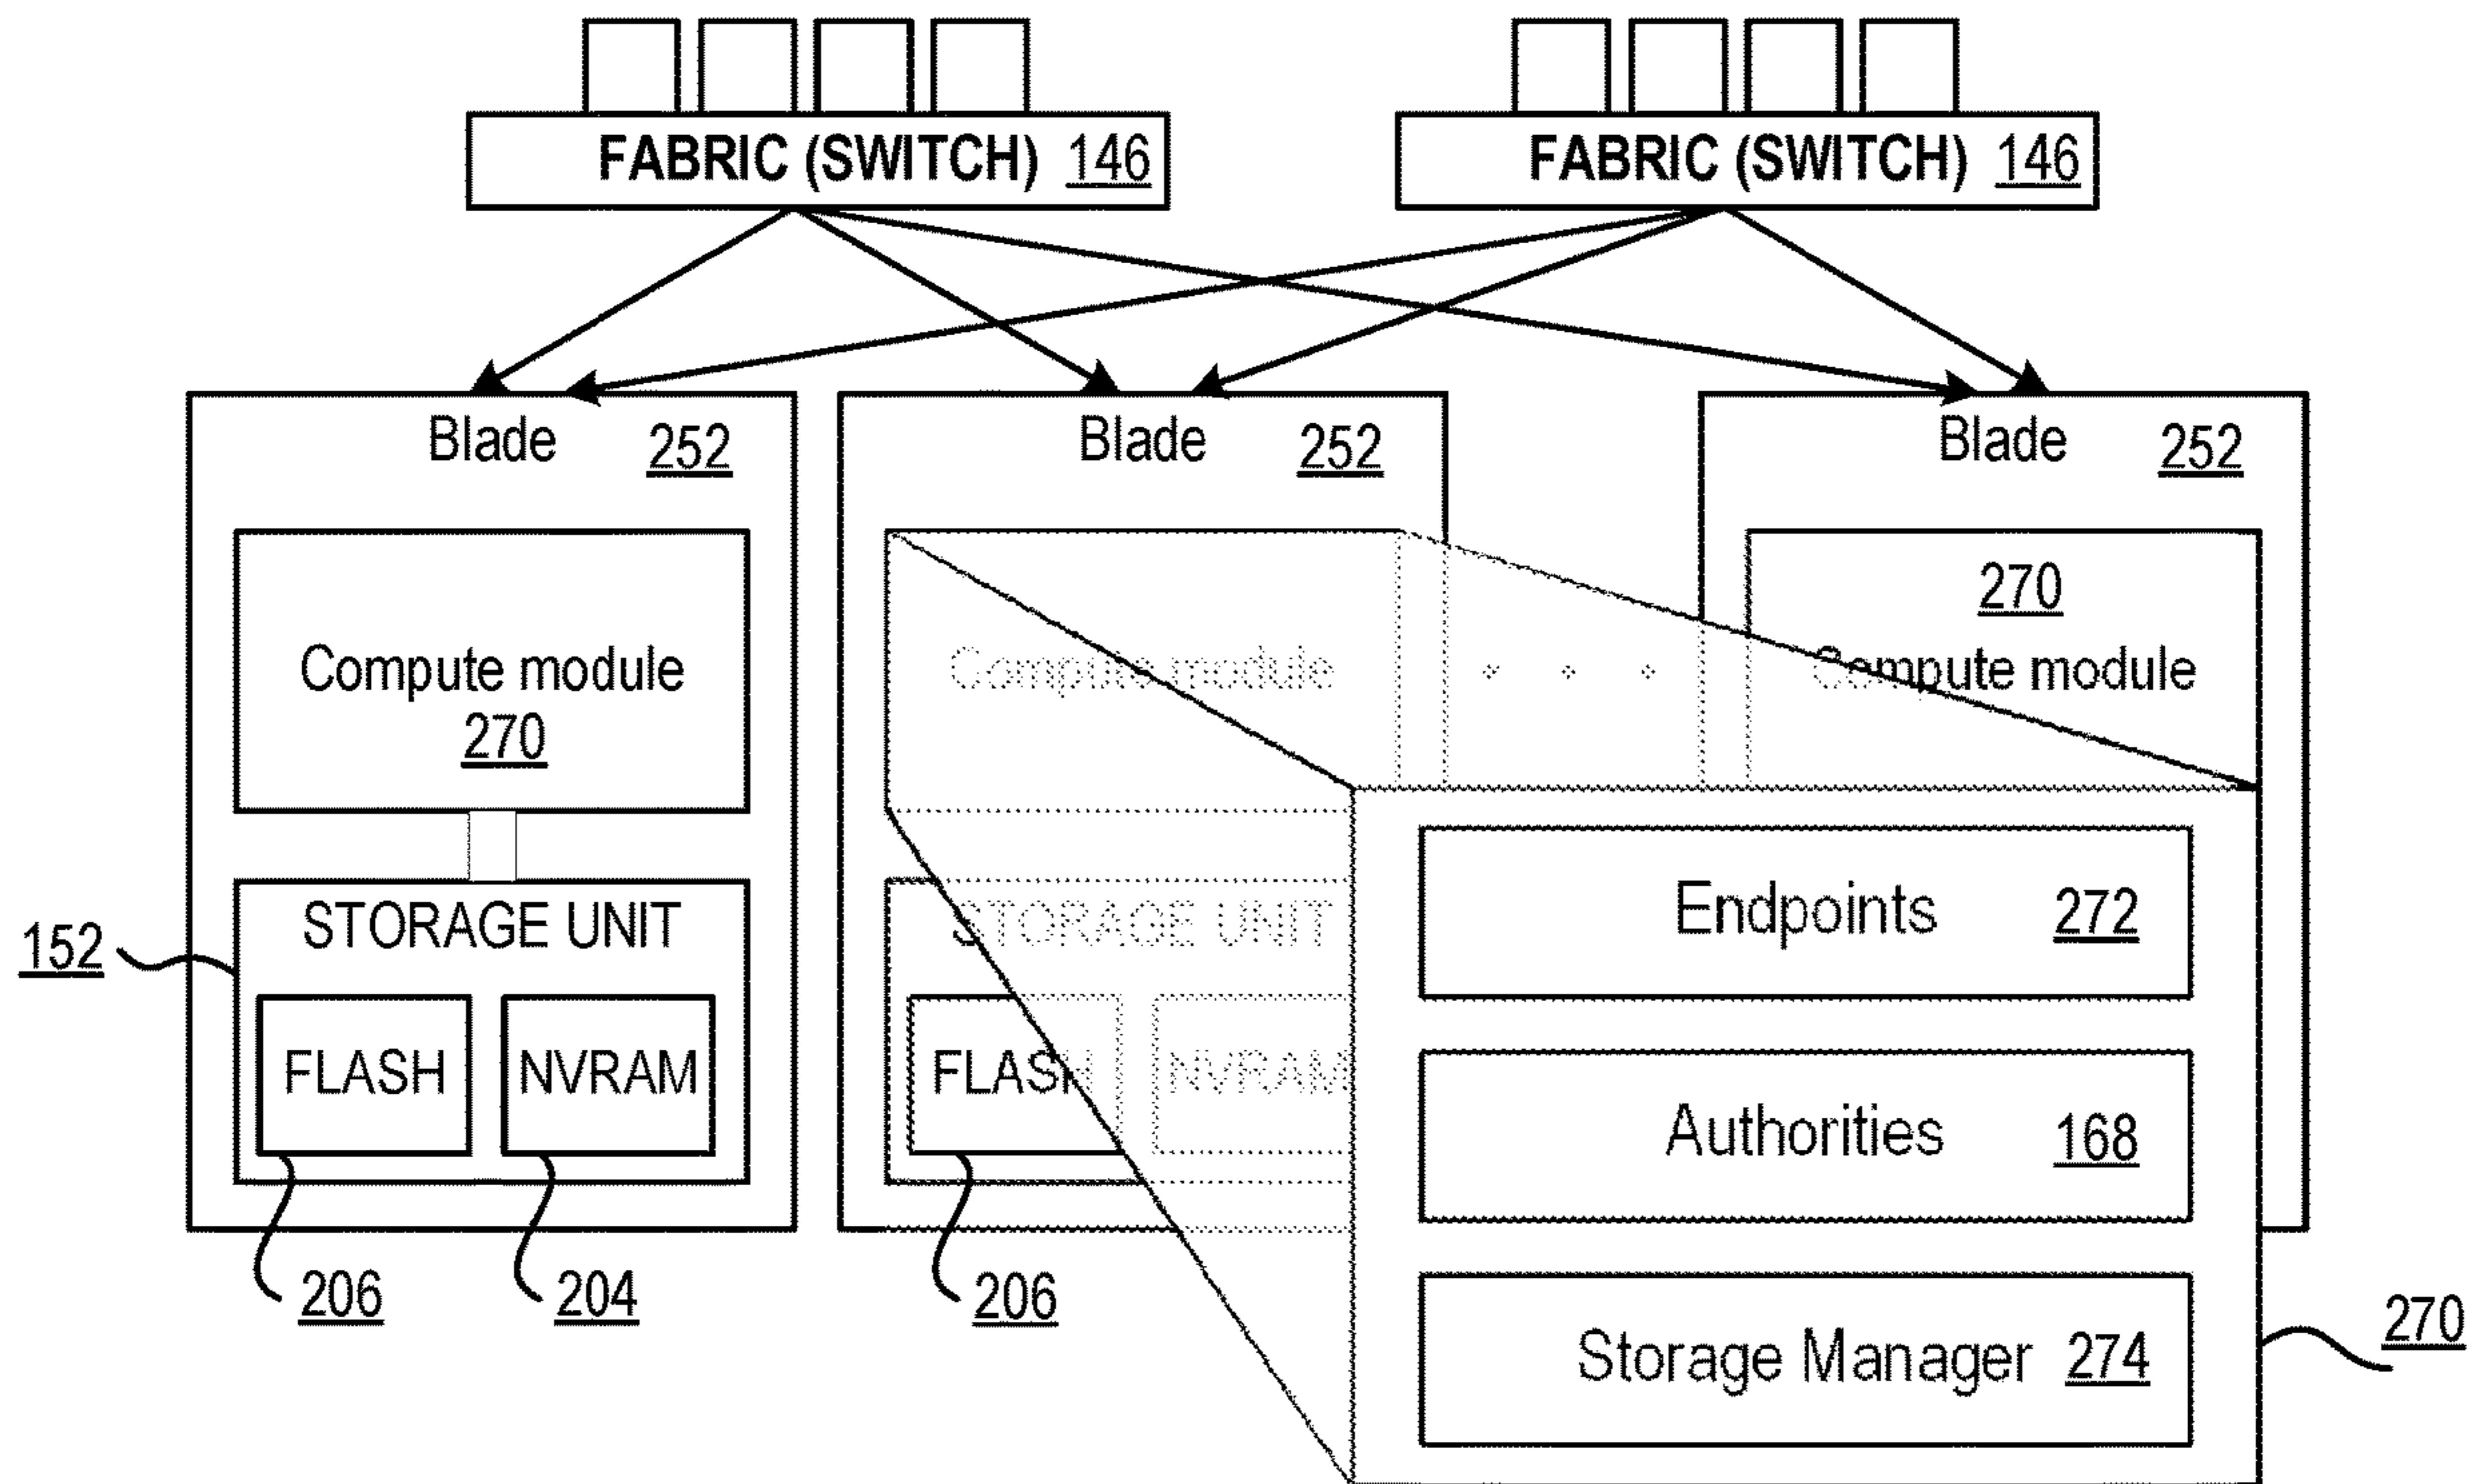 FABRIC (SWITCH) 146
FABRIC (SWITCH) 146
Blade 252
Blade 252
Blade 252
Compute module
270
Compute module
270
Compute module
152
STORAGE UNIT
FLASH
NVRAM
206
204
STORAGE UNIT
FLASH
NVRAM
206
Endpoints 272
Authorities 168
Storage Manager 274
270